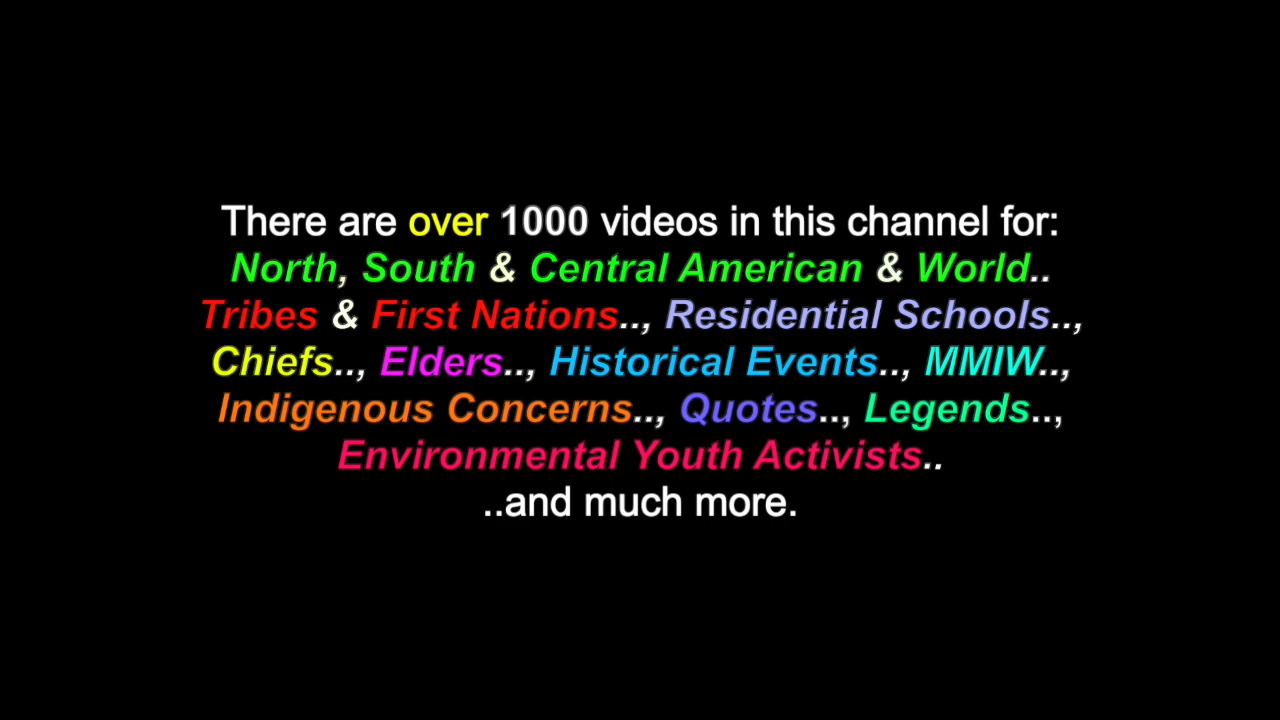 There are over 1000 videos in this channel for:
North, South & Central American & World..
Tribes & First Nations.., Residential Schools..,
Chiefs.., Elders.., Historical Events.., MMIW..,
Indigenous Concerns.., Quotes.., Legends..,
Environmental Youth Activists..
..and much more.